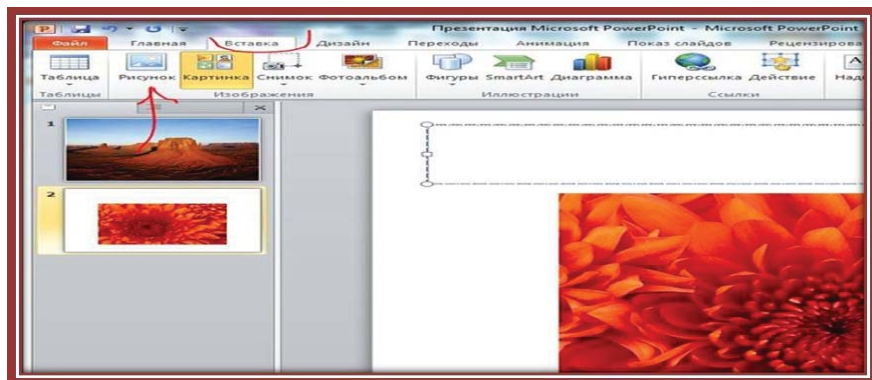 Презентация Microsoft PowerPoint - Microsoft PowerPoint
Файл Главная Вставка Дизайн Переходы Анимация Показ слайдов Рецензирова
Таблица Рисунок Картинка Снимок Фотоальбом Фигуры SmartArt Диаграмма Гиперссылка Действие Надп
Таблицы Изображения Иллюстрации Ссылки
1
2